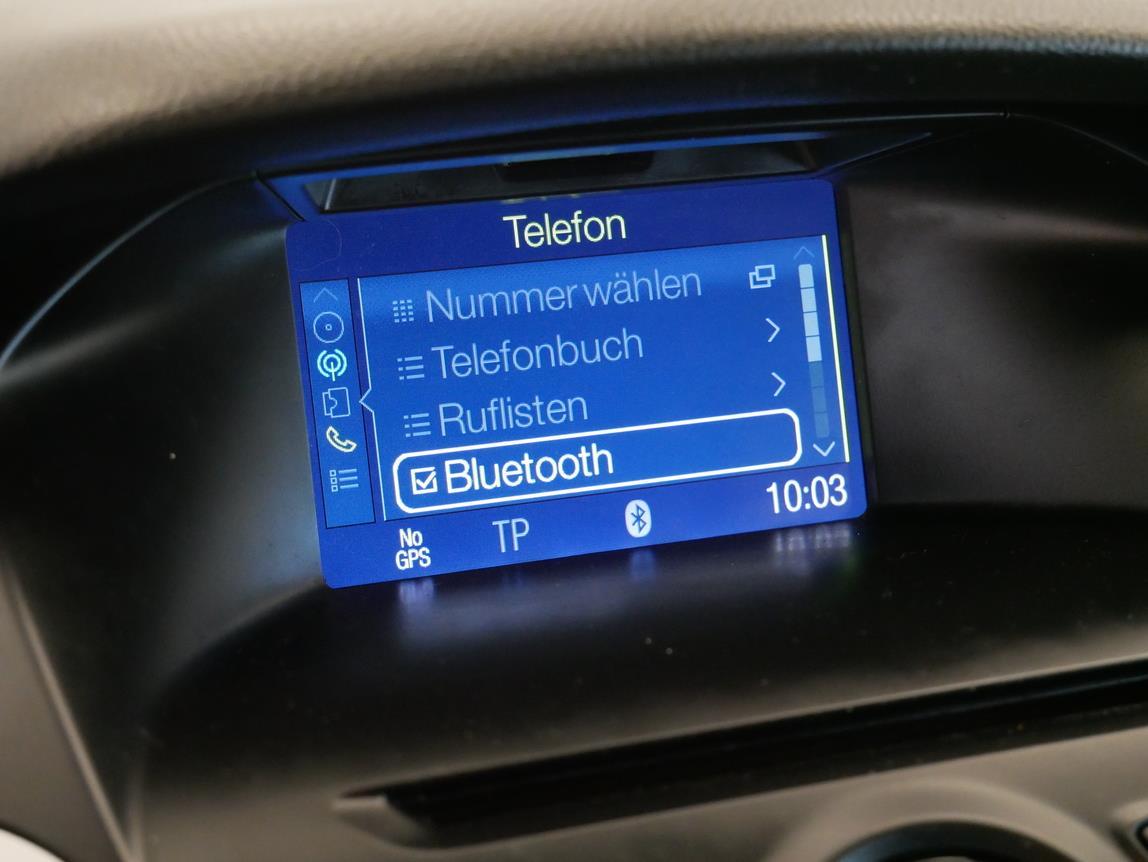 Telefon
Nummer wählen
Telefonbuch
Ruflisten
Bluetooth
No
GPS
TP
10:03